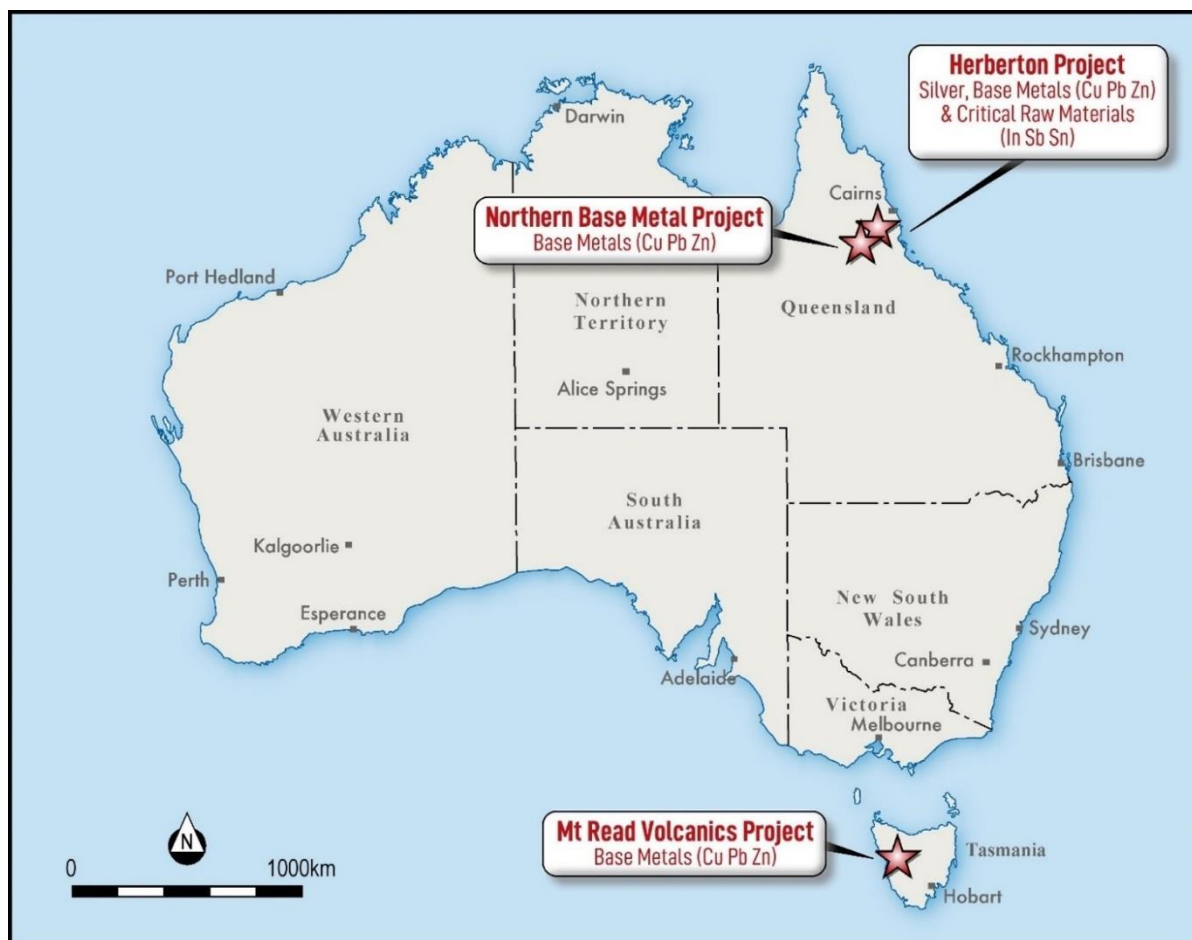 Herberton Project
Silver, Base Metals (Cu Pb Zn)
& Critical Raw Materials
(In Sb Sn)
Darwin
Cairns
Northern Base Metal Project
Base Metals (Cu Pb Zn)
Port Hedland
Northern
Territory
Queensland
Alice Springs
Rockhampton
Western
Australia
Brisbane
South
Australia
Kalgoorlie
Perth
Esperance
New South
Wales
Sydney
Canberra
Adelaide
Victoria
Melbourne
Mt Read Volcanics Project
Base Metals (Cu Pb Zn)
Tasmania
Hobart
N
0 1000km